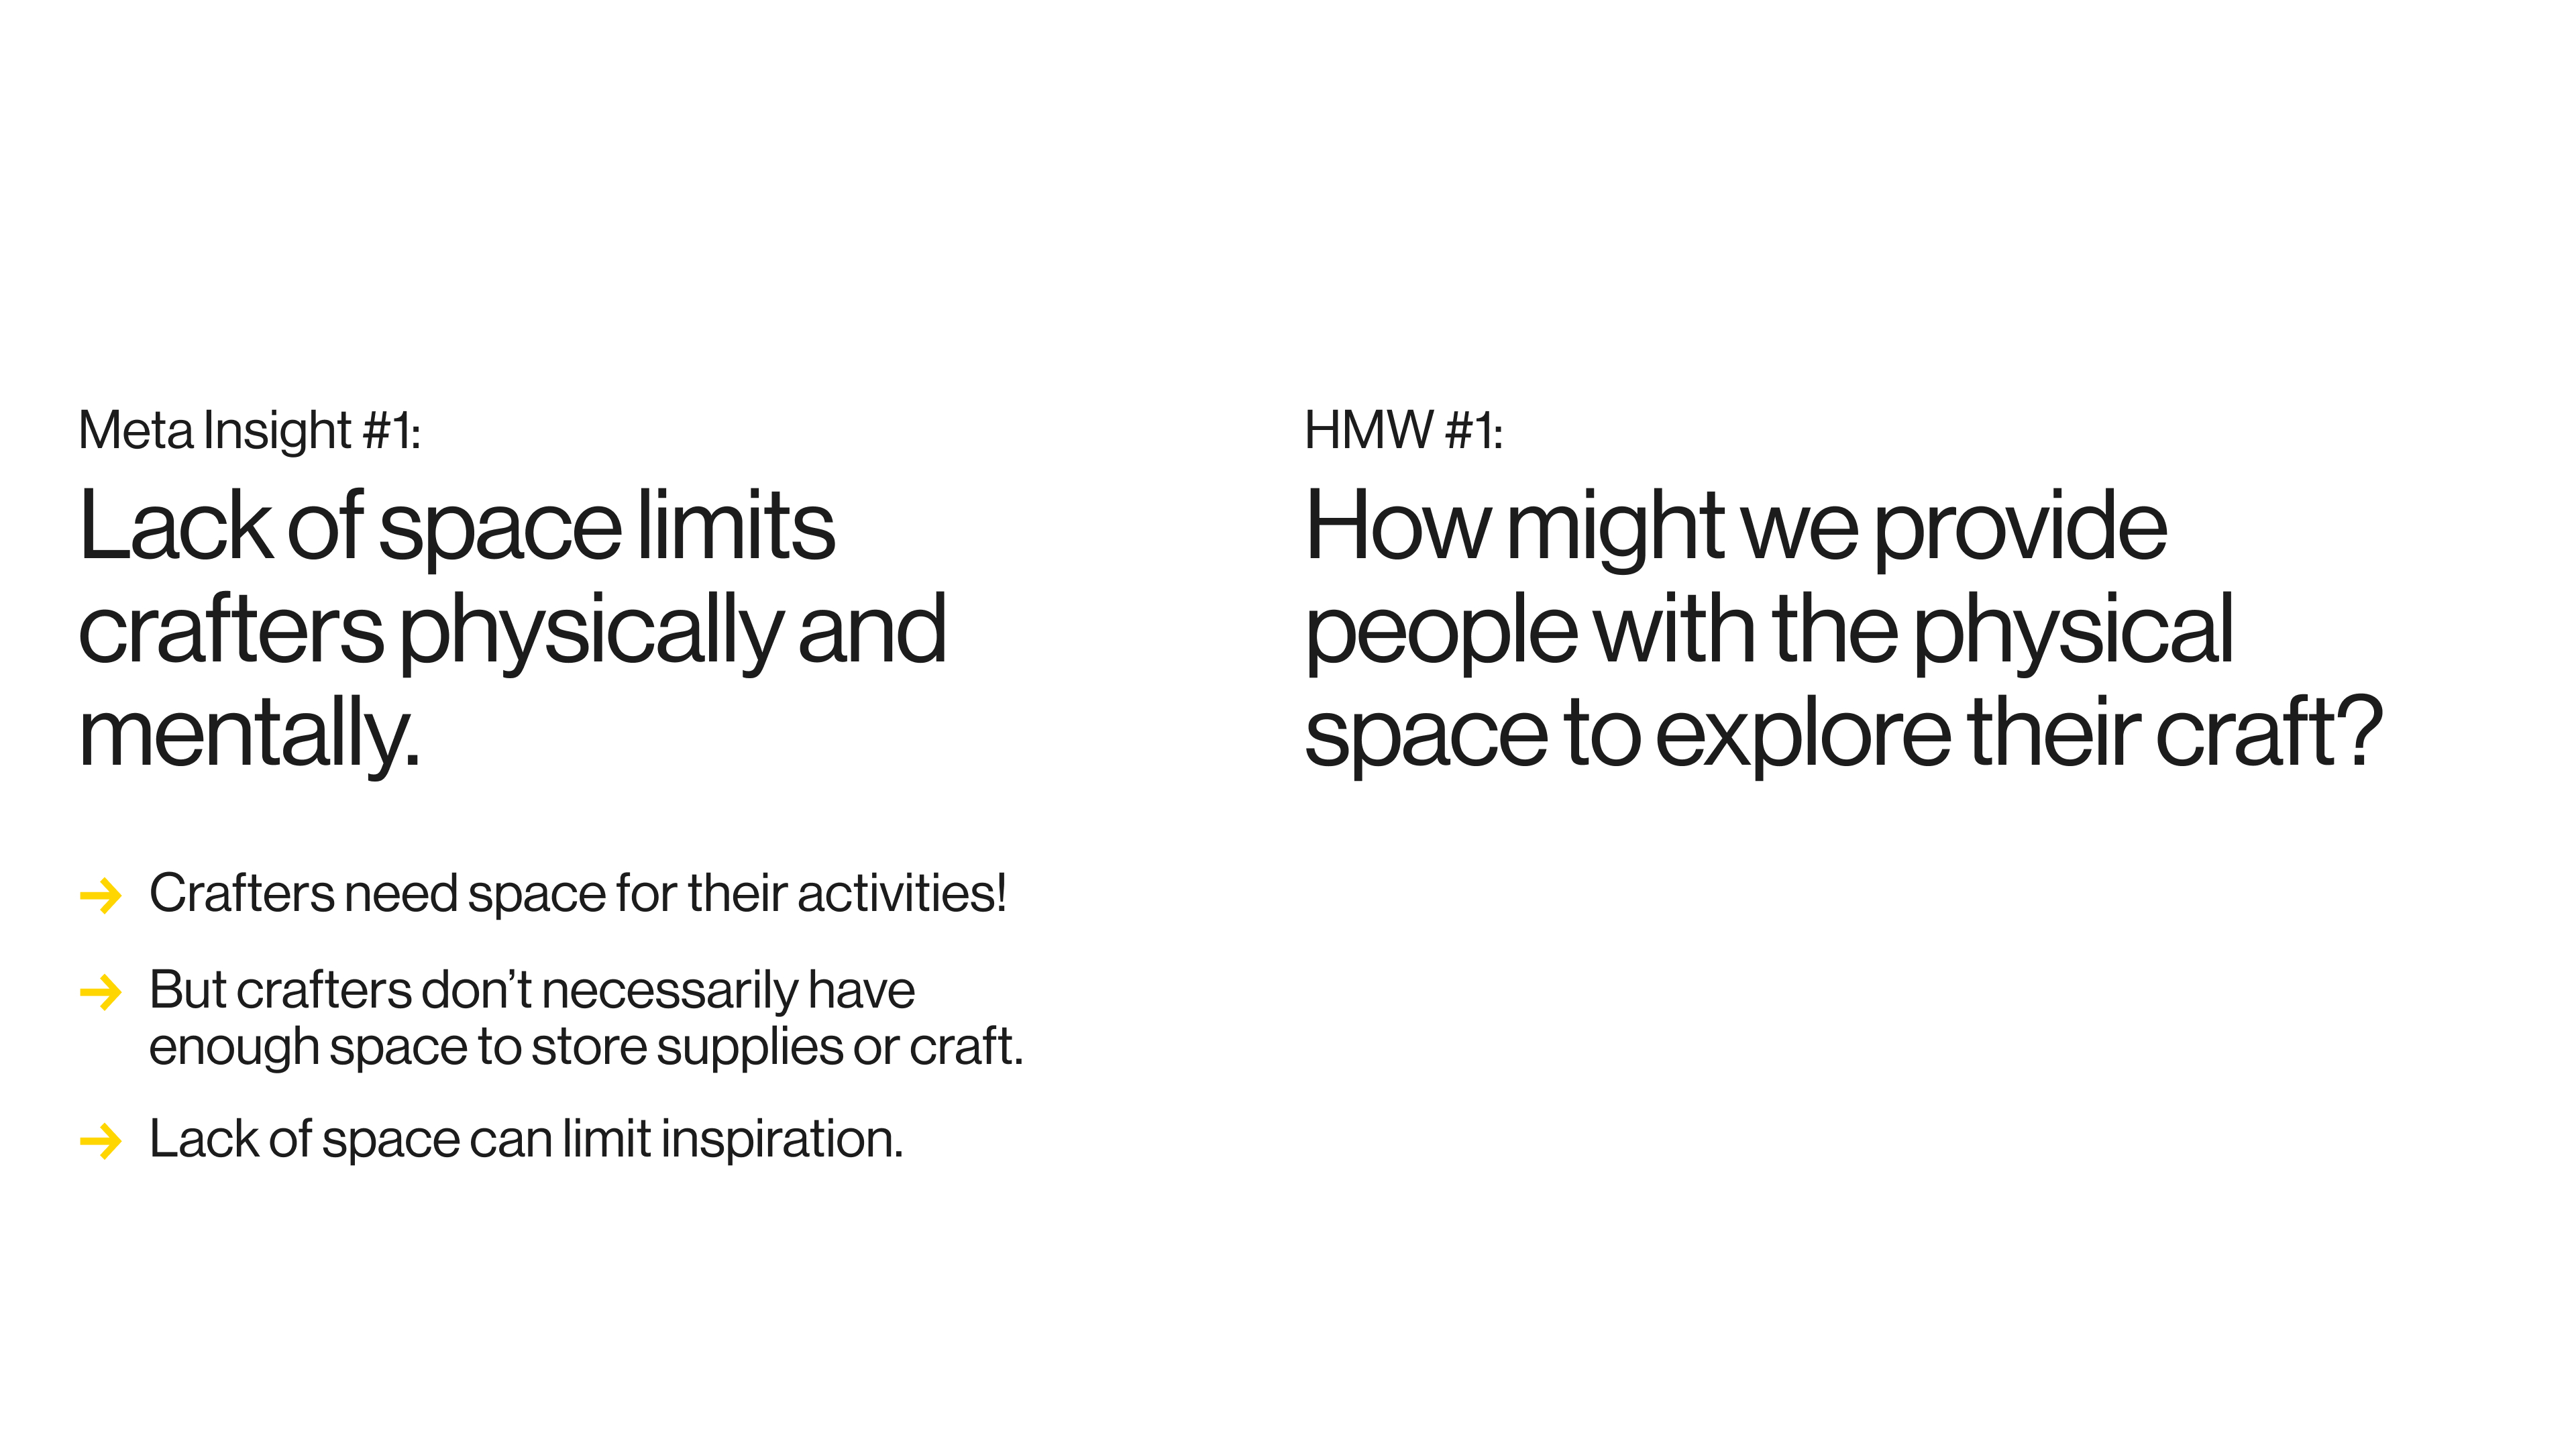 Meta Insight #1:
Lack of space limits
crafters physically and
mentally.
→ Crafters need space for their activities!
→ But crafters don’t necessarily have
enough space to store supplies or craft.
→ Lack of space can limit inspiration.
HMW #1:
How might we provide
people with the physical
space to explore their craft?